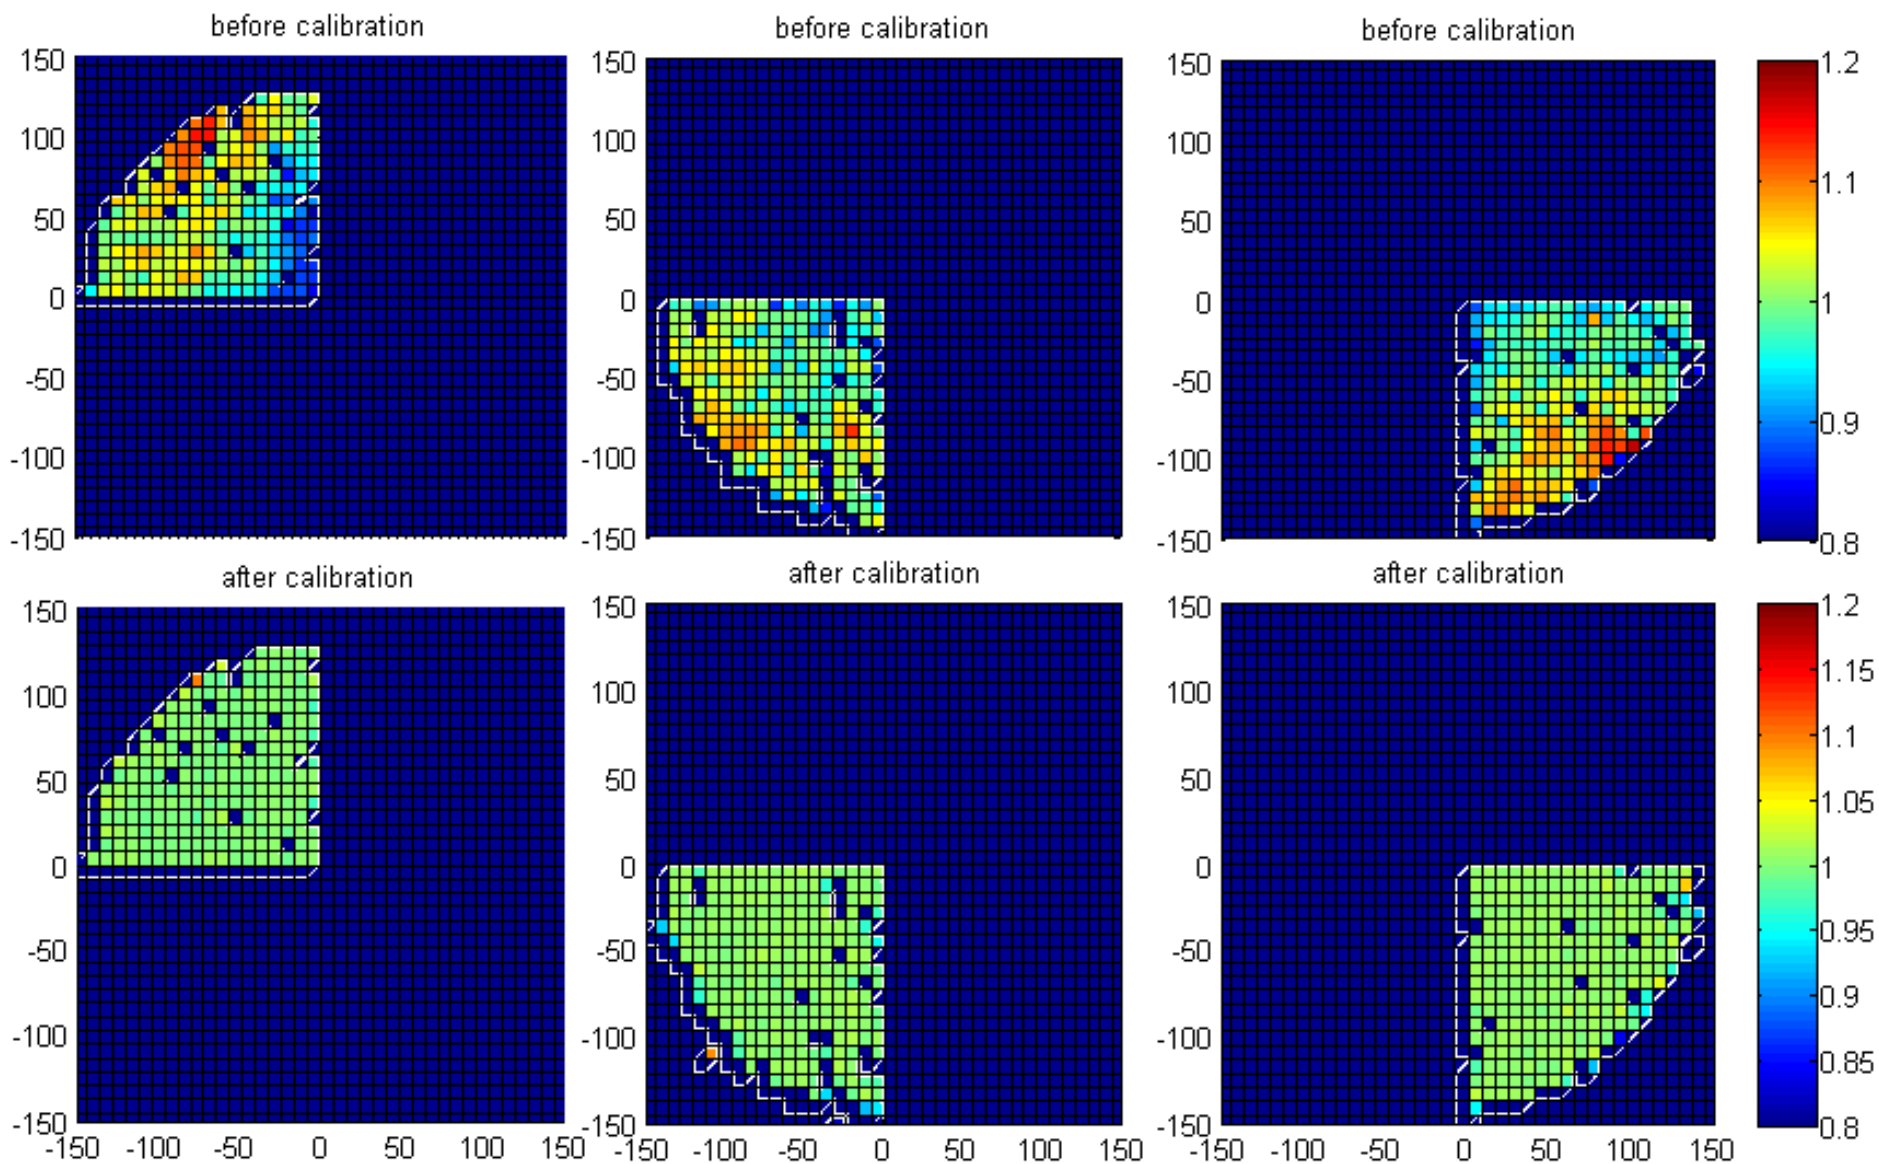 before calibration before calibration before calibration
150 150 150 1.2
100 100 100 1.1
50 50 50
0 0 0 1
-50 -50 -50 0.9
-100 -100 -100
-150 -150 -150 0.8
after calibration after calibration after calibration
150 150 150 1.2
1.15
100 100 100 1.1
50 50 50 1.05
0 0 0 1
-50 -50 -50 0.95
0.9
-100 -100 -100 0.85
-150 -150 -150 0.8
-150 -100 -50 0 50 100 150 -150 -100 -50 0 50 100 150 -150 -100 -50 0 50 100 150